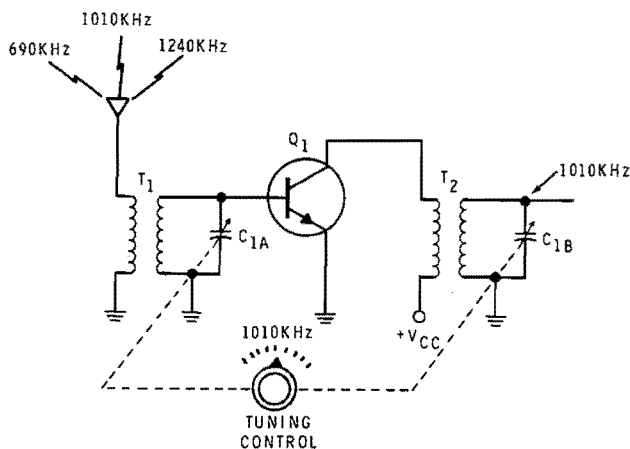 1010KHz
690KHz
1240KHz
Q1
T1
T2
1010KHz
C1A
C1B
+VCC
1010KHz
TUNING
CONTROL